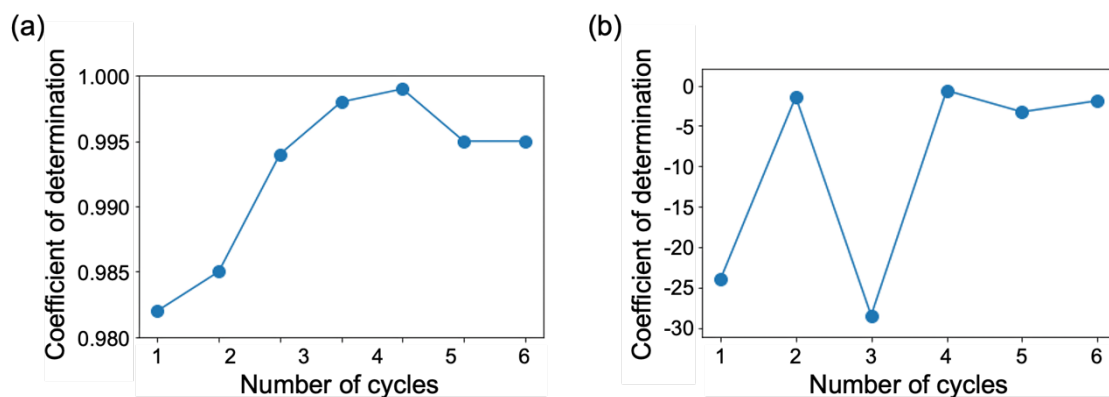 (a)
Coefficient of determination
1.000
0.995
0.990
0.985
0.980
1 2 3 4 5 6
Number of cycles
(b)
Coefficient of determination
0
-5
-10
-15
-20
-25
-30
1 2 3 4 5 6
Number of cycles